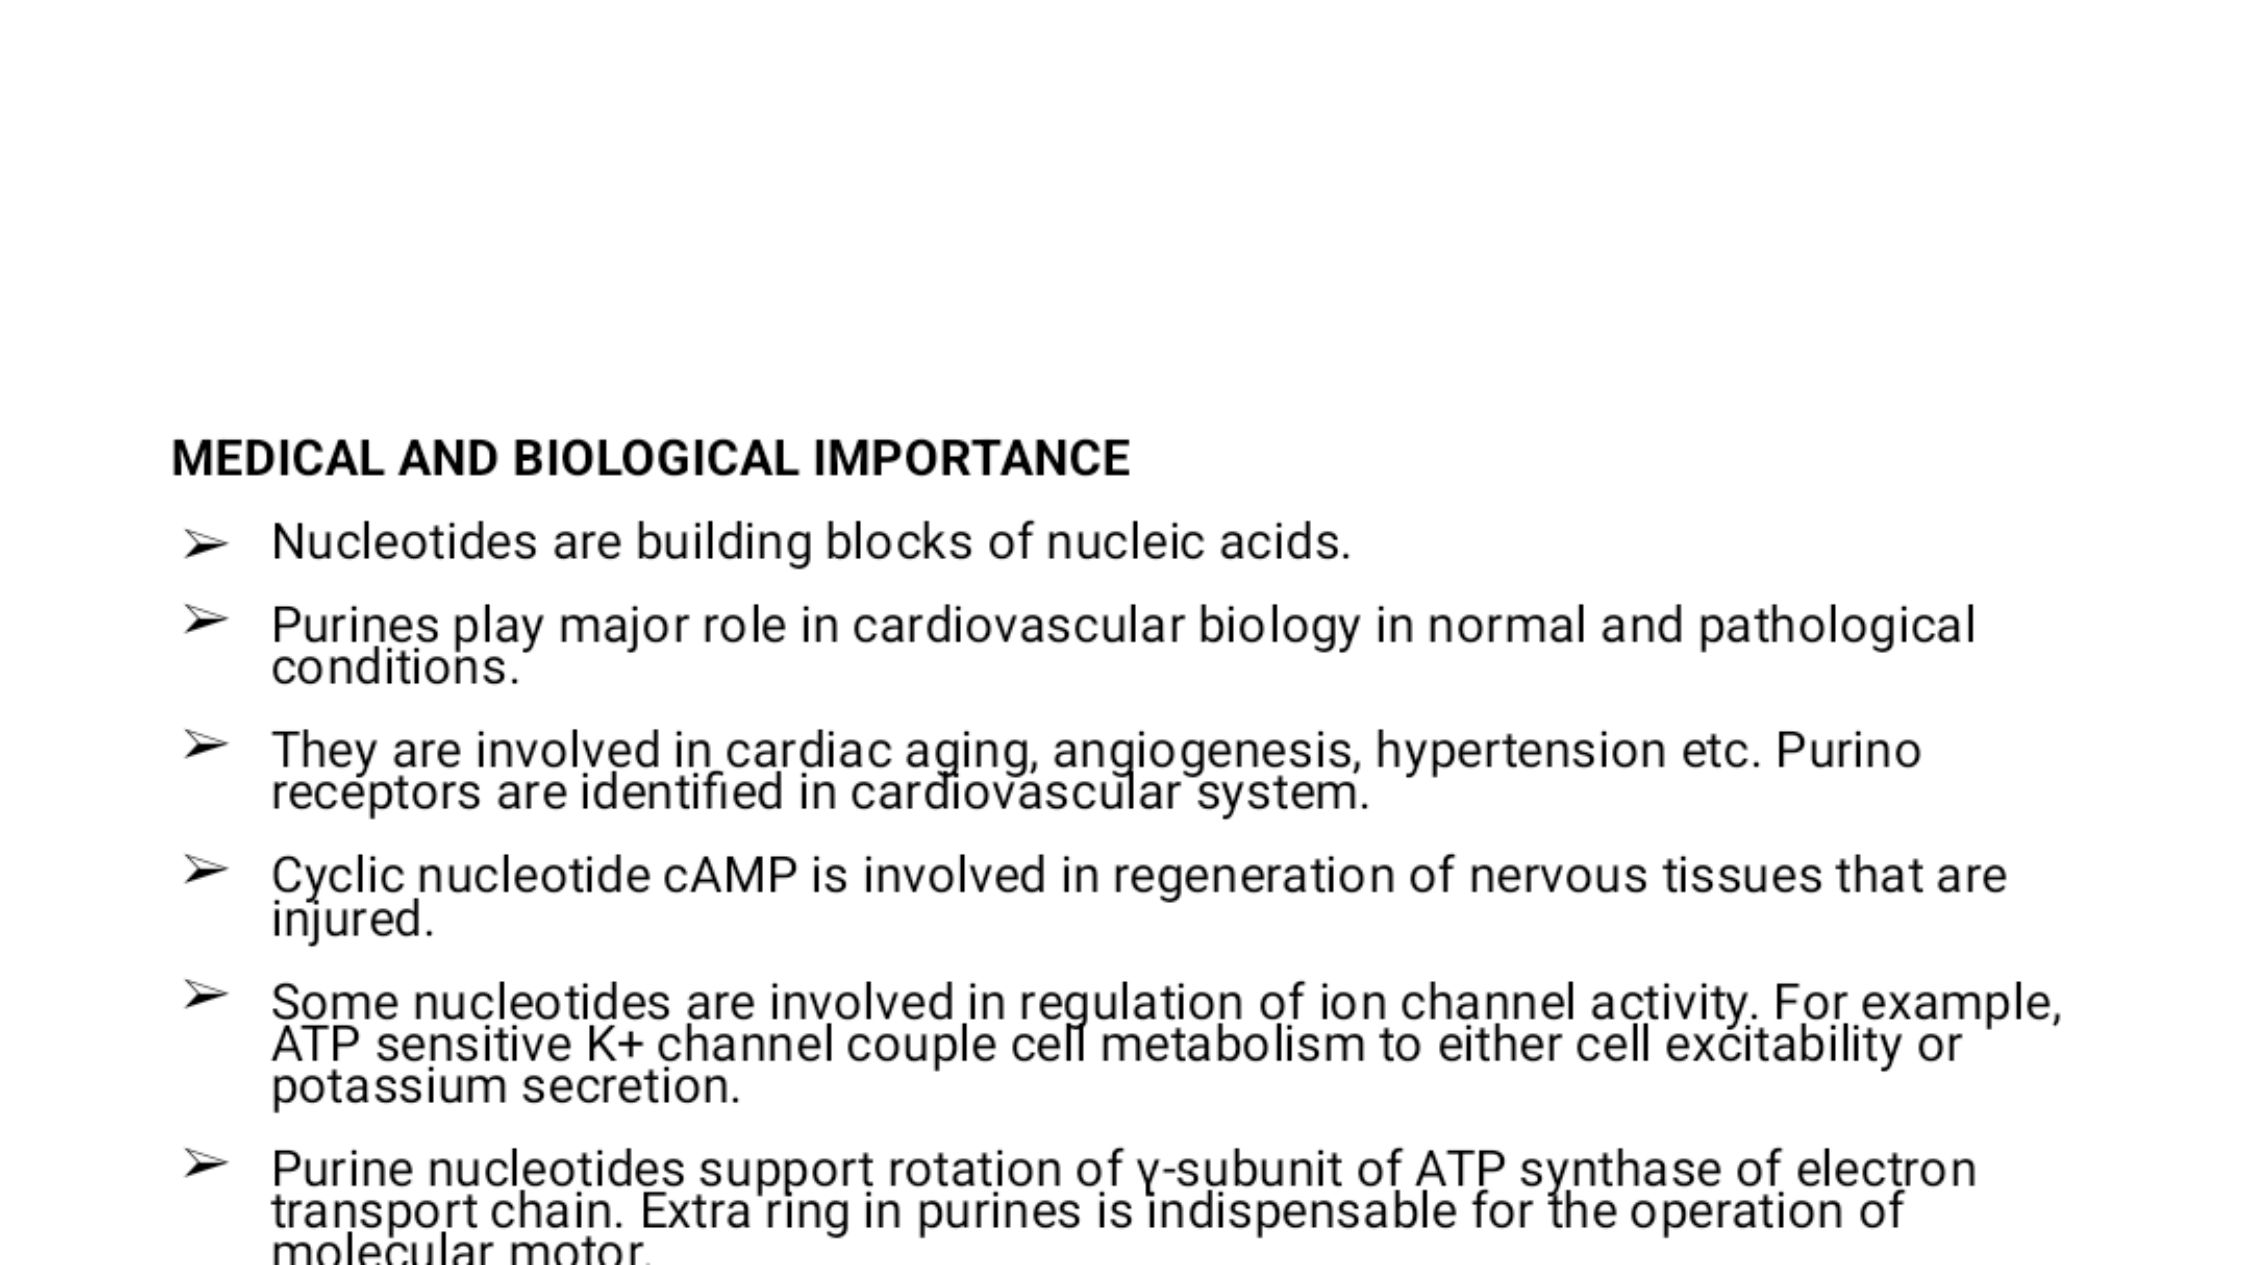 MEDICAL AND BIOLOGICAL IMPORTANCE
➢ Nucleotides are building blocks of nucleic acids.
➢ Purines play major role in cardiovascular biology in normal and pathological
conditions.
➢ They are involved in cardiac aging, angiogenesis, hypertension etc. Purino
receptors are identified in cardiovascular system.
➢ Cyclic nucleotide cAMP is involved in regeneration of nervous tissues that are
injured.
➢ Some nucleotides are involved in regulation of ion channel activity. For example,
ATP sensitive K+ channel couple cell metabolism to either cell excitability or
potassium secretion.
➢ Purine nucleotides support rotation of γ-subunit of ATP synthase of electron
transport chain. Extra ring in purines is indispensable for the operation of
molecular motor.